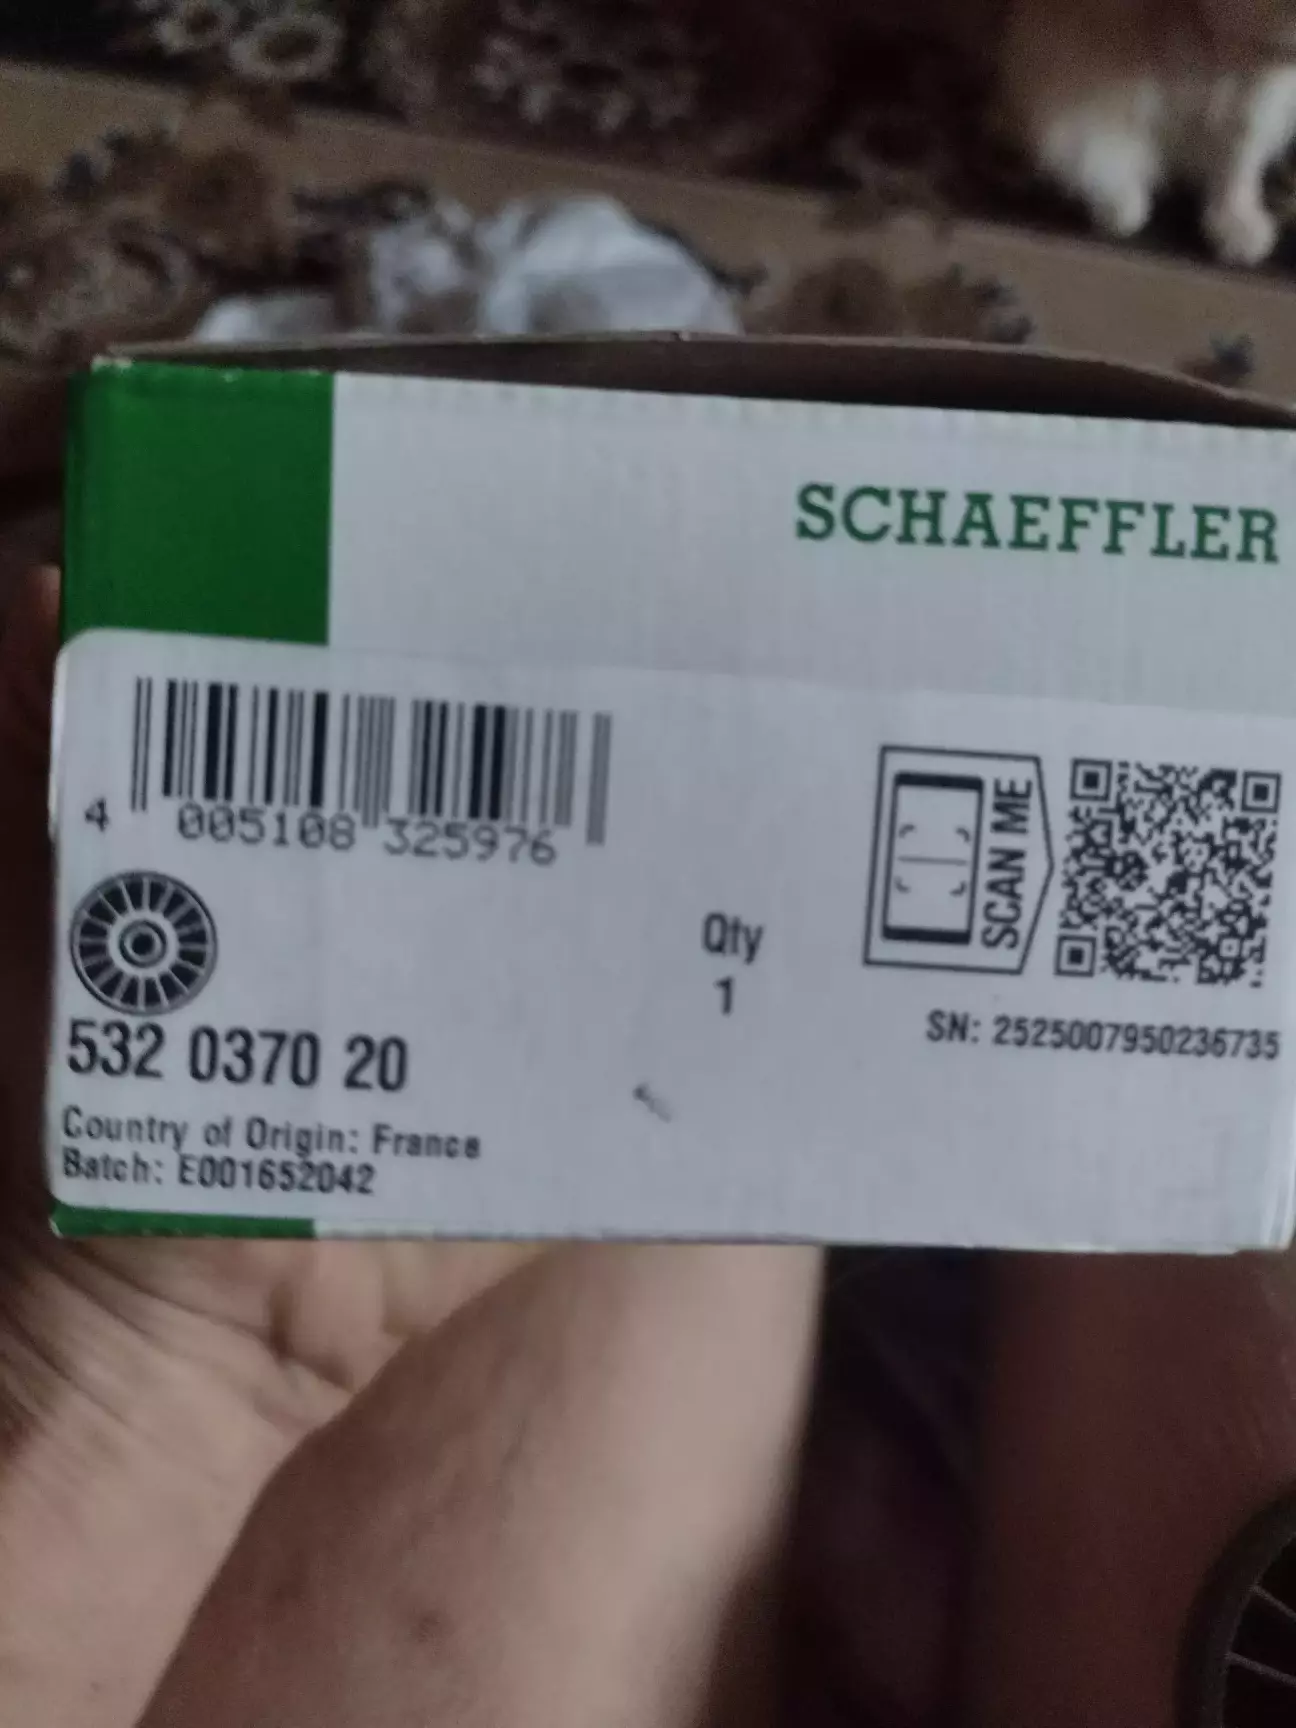 SCHAEFFLER
4 005108 325976
SCAN ME
Qty
1
SN: 2525007950236735
532 0370 20
Country of Origin: France
Batch: E001652042